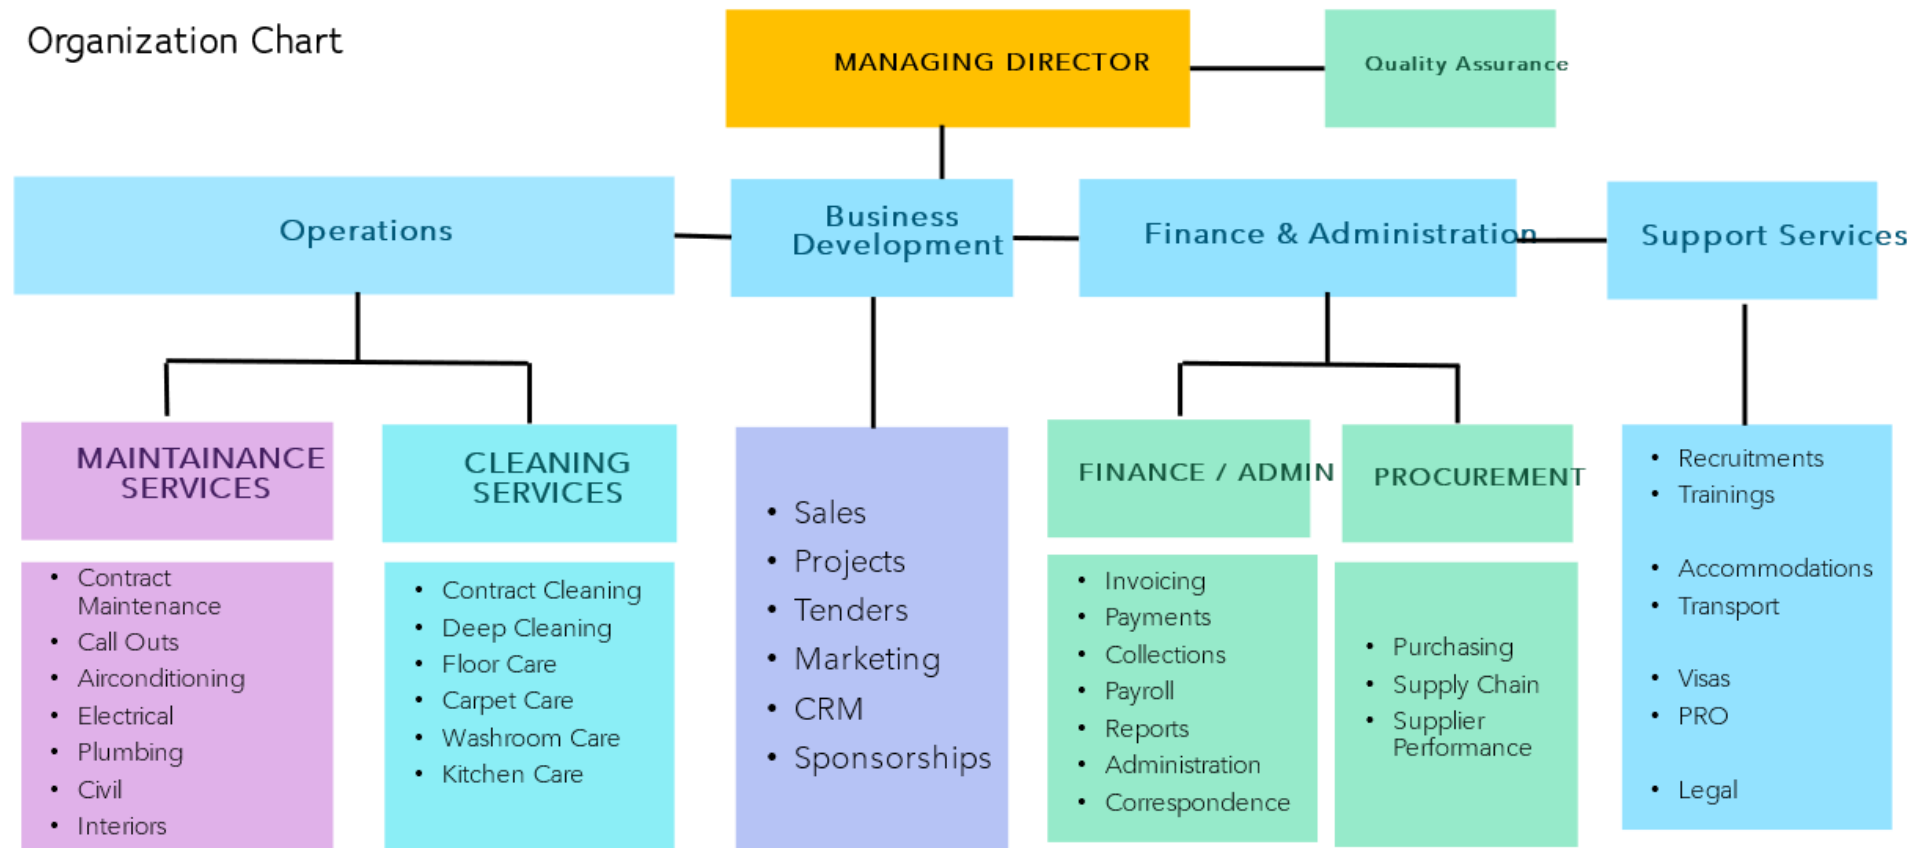 Organization Chart
MANAGING DIRECTOR
Quality Assurance
Operations
Business
Development
Finance & Administration
Support Services
MAINTAINANCE
SERVICES
• Contract
Maintenance
• Call Outs
• Airconditioning
• Electrical
• Plumbing
• Civil
• Interiors
CLEANING
SERVICES
• Contract Cleaning
• Deep Cleaning
• Floor Care
• Carpet Care
• Washroom Care
• Kitchen Care
• Sales
• Projects
• Tenders
• Marketing
• CRM
• Sponsorships
FINANCE / ADMIN
• Invoicing
• Payments
• Collections
• Payroll
• Reports
• Administration
• Correspondence
PROCUREMENT
• Purchasing
• Supply Chain
• Supplier
Performance
• Recruitments
• Trainings
• Accommodations
• Transport
• Visas
• PRO
• Legal